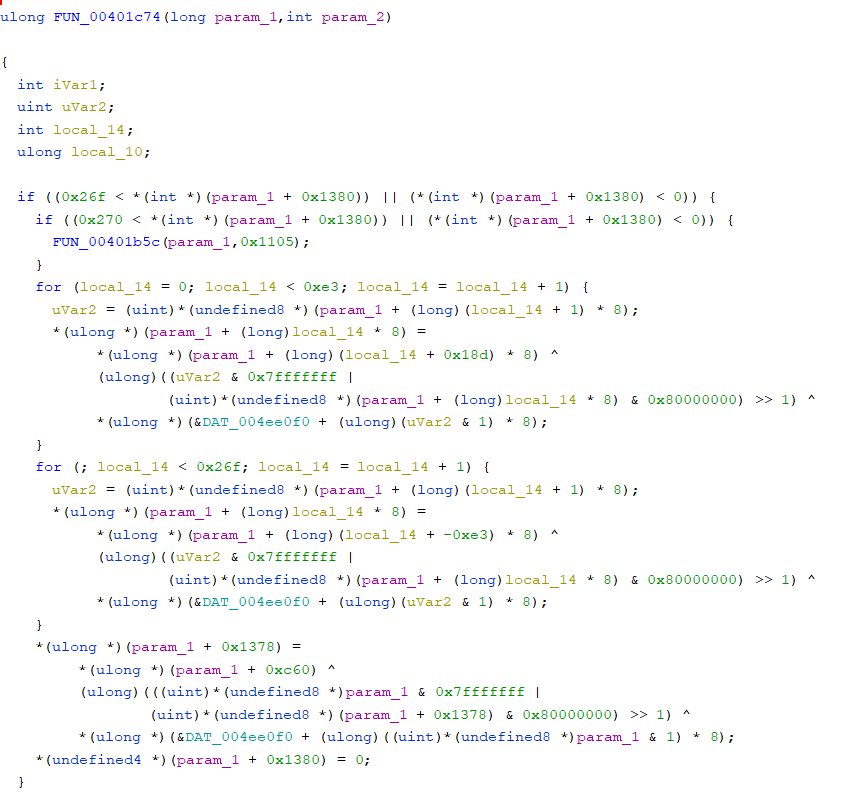 ulong FUN_00401c74(long param_1,int param_2)
{
int iVar1;
uint uVar2;
int local_14;
ulong local_10;
if ((0x26f < *(int *)(param_1 + 0x1380)) || (*(int *)(param_1 + 0x1380) < 0)) {
if ((0x270 < *(int *)(param_1 + 0x1380)) || (*(int *)(param_1 + 0x1380) < 0)) {
FUN_00401b5c(param_1,0x1105);
}
for (local_14 = 0; local_14 < 0xe3; local_14 = local_14 + 1) {
uVar2 = (uint)*(undefined8 *)(param_1 + (long)(local_14 + 1) * 8);
*(ulong *)(param_1 + (long)local_14 * 8) =
*(ulong *)(param_1 + (long)(local_14 + 0x18d) * 8) ^
(ulong)((uVar2 & 0x7fffffff |
(uint)*(undefined8 *)(param_1 + (long)local_14 * 8) & 0x80000000) >> 1) ^
*(ulong *)(&DAT_004ee0f0 + (ulong)(uVar2 & 1) * 8);
}
for (; local_14 < 0x26f; local_14 = local_14 + 1) {
uVar2 = (uint)*(undefined8 *)(param_1 + (long)(local_14 + 1) * 8);
*(ulong *)(param_1 + (long)local_14 * 8) =
*(ulong *)(param_1 + (long)(local_14 + -0xe3) * 8) ^
(ulong)((uVar2 & 0x7fffffff |
(uint)*(undefined8 *)(param_1 + (long)local_14 * 8) & 0x80000000) >> 1) ^
*(ulong *)(&DAT_004ee0f0 + (ulong)(uVar2 & 1) * 8);
}
*(ulong *)(param_1 + 0x1378) =
*(ulong *)(param_1 + 0xc60) ^
(ulong)(((uint)*(undefined8 *)param_1 & 0x7fffffff |
(uint)*(undefined8 *)(param_1 + 0x1378) & 0x80000000) >> 1) ^
*(ulong *)(&DAT_004ee0f0 + (ulong)((uint)*(undefined8 *)param_1 & 1) * 8);
*(undefined4 *)(param_1 + 0x1380) = 0;
}